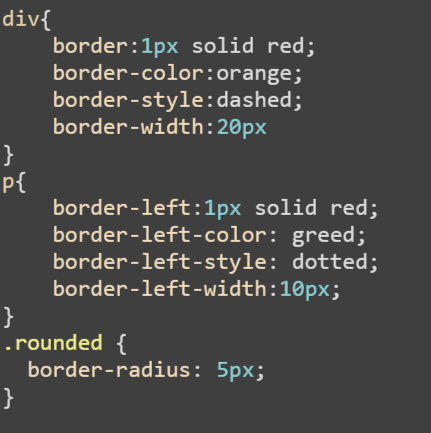 div{
    border:1px solid red;
    border-color:orange;
    border-style:dashed;
    border-width:20px
}
p{
    border-left:1px solid red;
    border-left-color: greed;
    border-left-style: dotted;
    border-left-width:10px;
}
.rounded {
  border-radius: 5px;
}